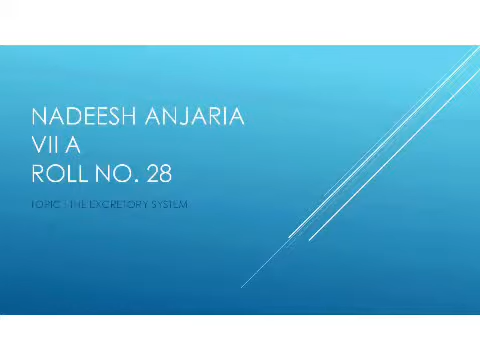 NADEESH ANJARIA
VII A
ROLL NO. 28
TOPIC : THE EXCRETORY SYSTEM